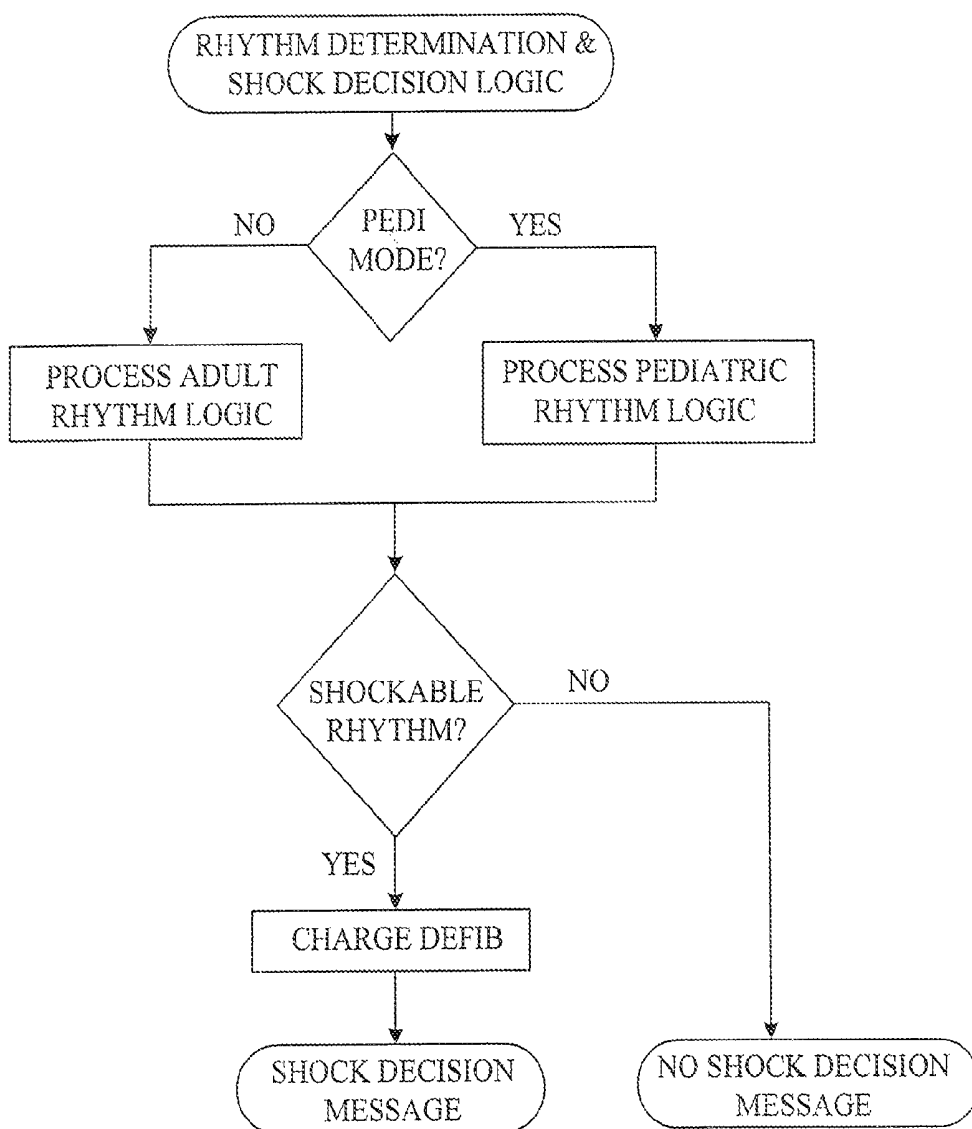 RHYTHM DETERMINATION &
SHOCK DECISION LOGIC
PEDI
MODE?
NO
YES
PROCESS ADULT
RHYTHM LOGIC
PROCESS PEDIATRIC
RHYTHM LOGIC
SHOCKABLE
RHYTHM?
NO
YES
CHARGE DEFIB
SHOCK DECISION
MESSAGE
NO SHOCK DECISION
MESSAGE